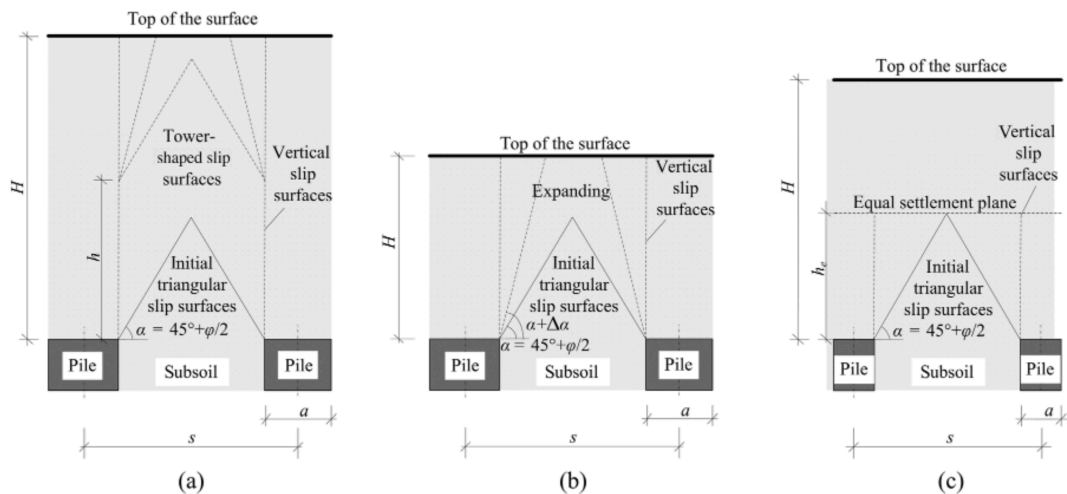 Top of the surface
H
Tower-
shaped slip
surfaces
Vertical
slip
surfaces
h
Initial
triangular
slip surfaces
α = 45°+φ/2
Pile
Subsoil
Pile
a
s
(a)
Top of the surface
H
Expanding
Vertical
slip
surfaces
Initial
triangular
slip surfaces
α+Δα
α = 45°+φ/2
Pile
Subsoil
Pile
a
s
(b)
Top of the surface
H
Vertical
slip
surfaces
Equal settlement plane
he
Initial
triangular
slip surfaces
α = 45°+φ/2
Pile
Subsoil
Pile
a
s
(c)